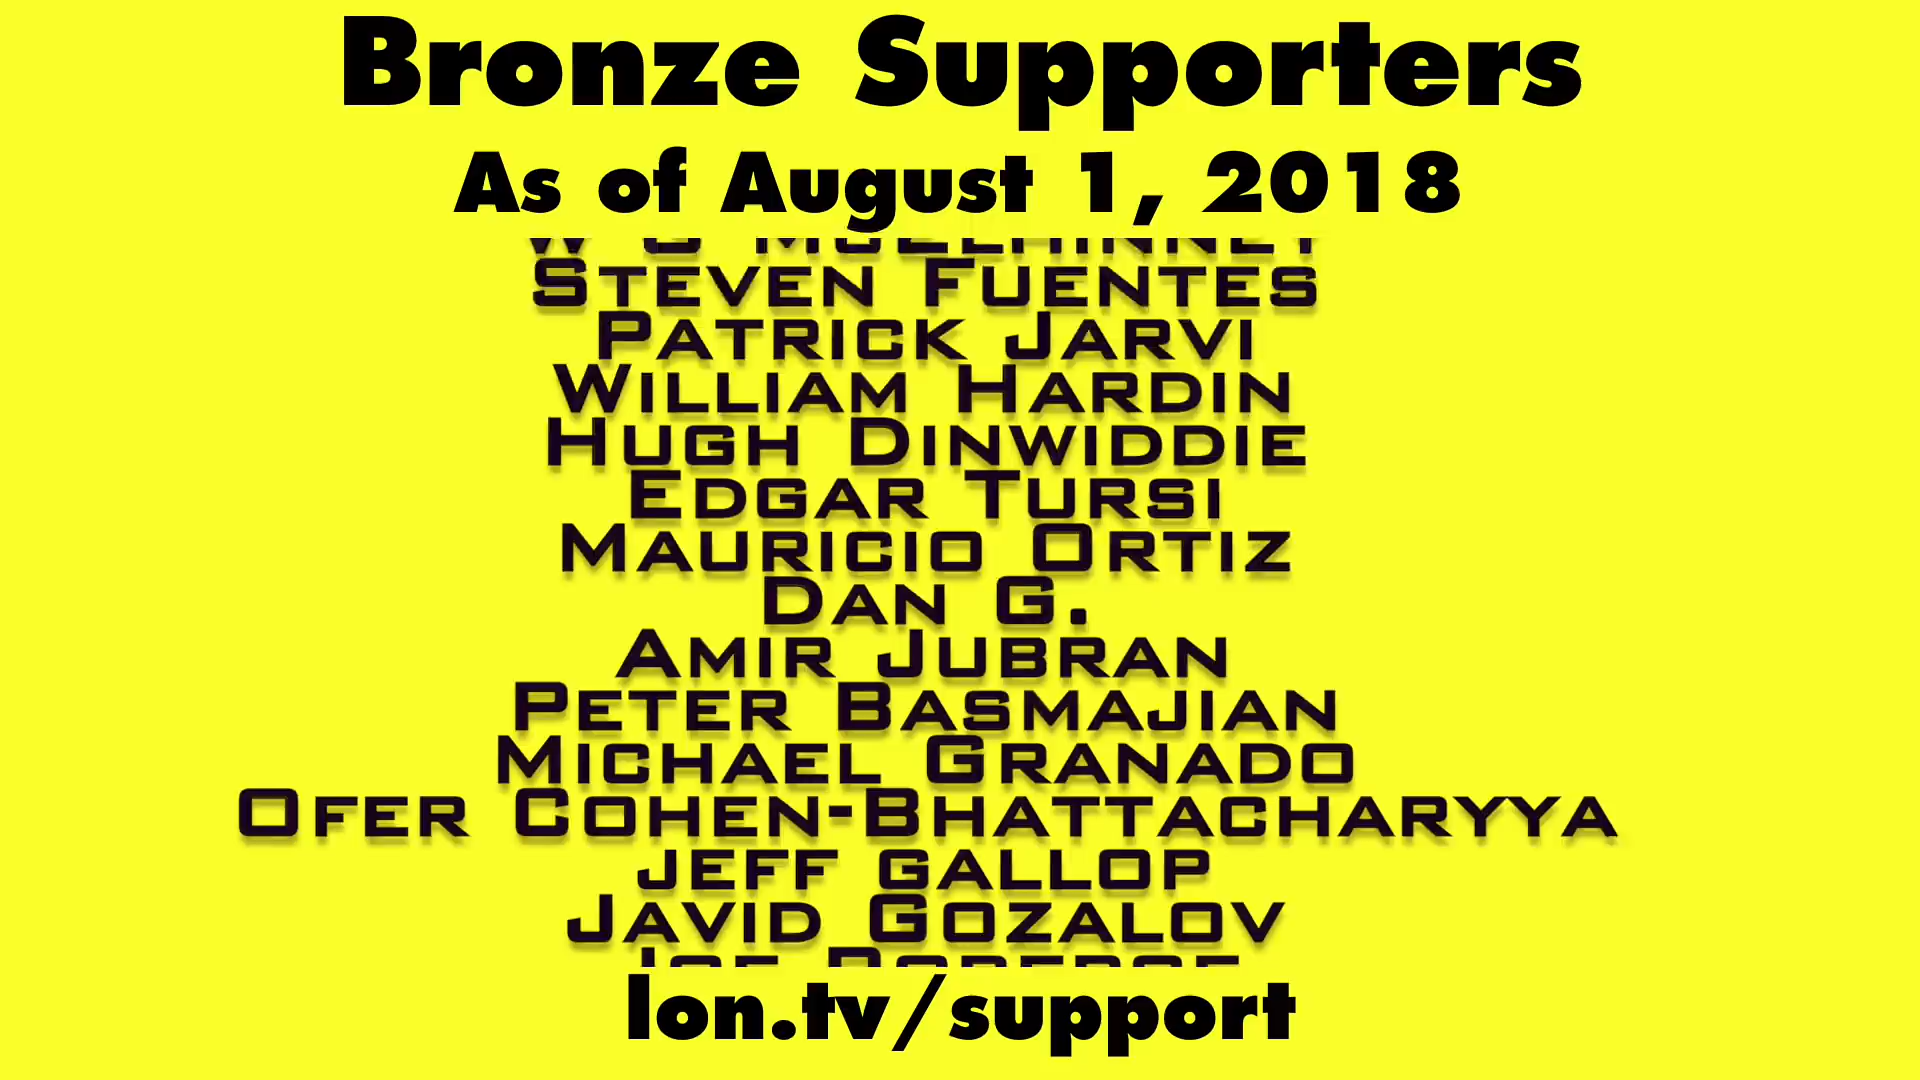 Bronze Supporters
As of August 1, 2018
Steven Fuentes
Patrick Jarvi
William Hardin
Hugh Dinwiddie
Edgar Tursi
Mauricio Ortiz
Dan G.
Amir Jubran
Peter Basmajian
Michael Granado
Ofer Cohen-Bhattacharyya
jeff gallop
Javid Gozalov
lon.tv/support